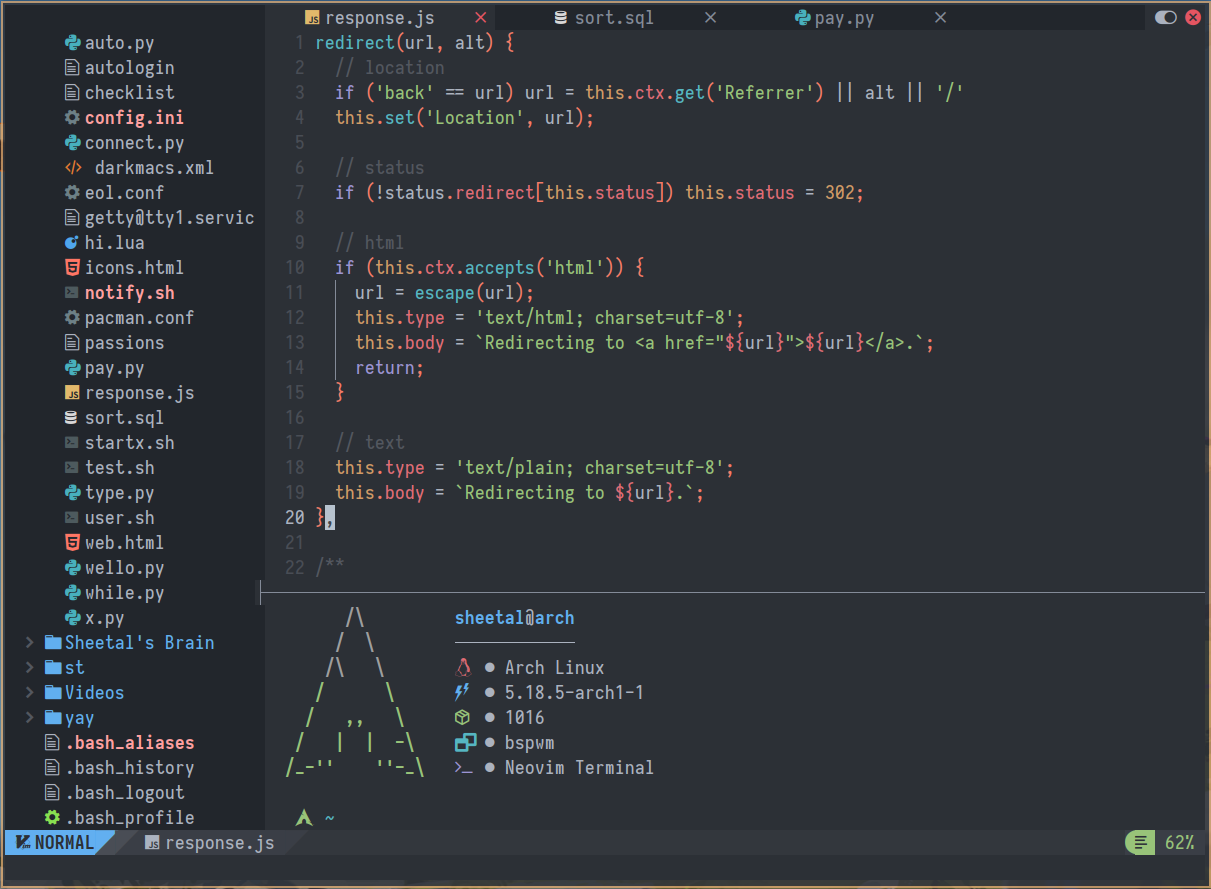 response.js
sort.sql
pay.py
auto.py
autologin
checklist
config.ini
connect.py
darkmacs.xml
eol.conf
getty@tty1.servic
hi.lua
icons.html
notify.sh
pacman.conf
passions
pay.py
response.js
sort.sql
startx.sh
test.sh
type.py
user.sh
web.html
wello.py
while.py
x.py
Sheetal's Brain
st
Videos
yay
.bash_aliases
.bash_history
.bash_logout
.bash_profile
1 redirect(url, alt) {
2   // location
3   if ('back' == url) url = this.ctx.get('Referrer') || alt || '/'
4   this.set('Location', url);
5
6   // status
7   if (!status.redirect[this.status]) this.status = 302;
8
9   // html
10   if (this.ctx.accepts('html')) {
11     url = escape(url);
12     this.type = 'text/html; charset=utf-8';
13     this.body = `Redirecting to <a href="${url}">${url}</a>.`;
14     return;
15   }
16
17   // text
18   this.type = 'text/plain; charset=utf-8';
19   this.body = `Redirecting to ${url}.`;
20 },
21
22 /**
      /\
     /  \
    /\   \
   /      \
  /   ,,   \
 /   |  |  -\
/_-''    ''-_\
sheetal@arch
● Arch Linux
● 5.18.5-arch1-1
● 1016
● bspwm
● Neovim Terminal
~
NORMAL response.js 62%